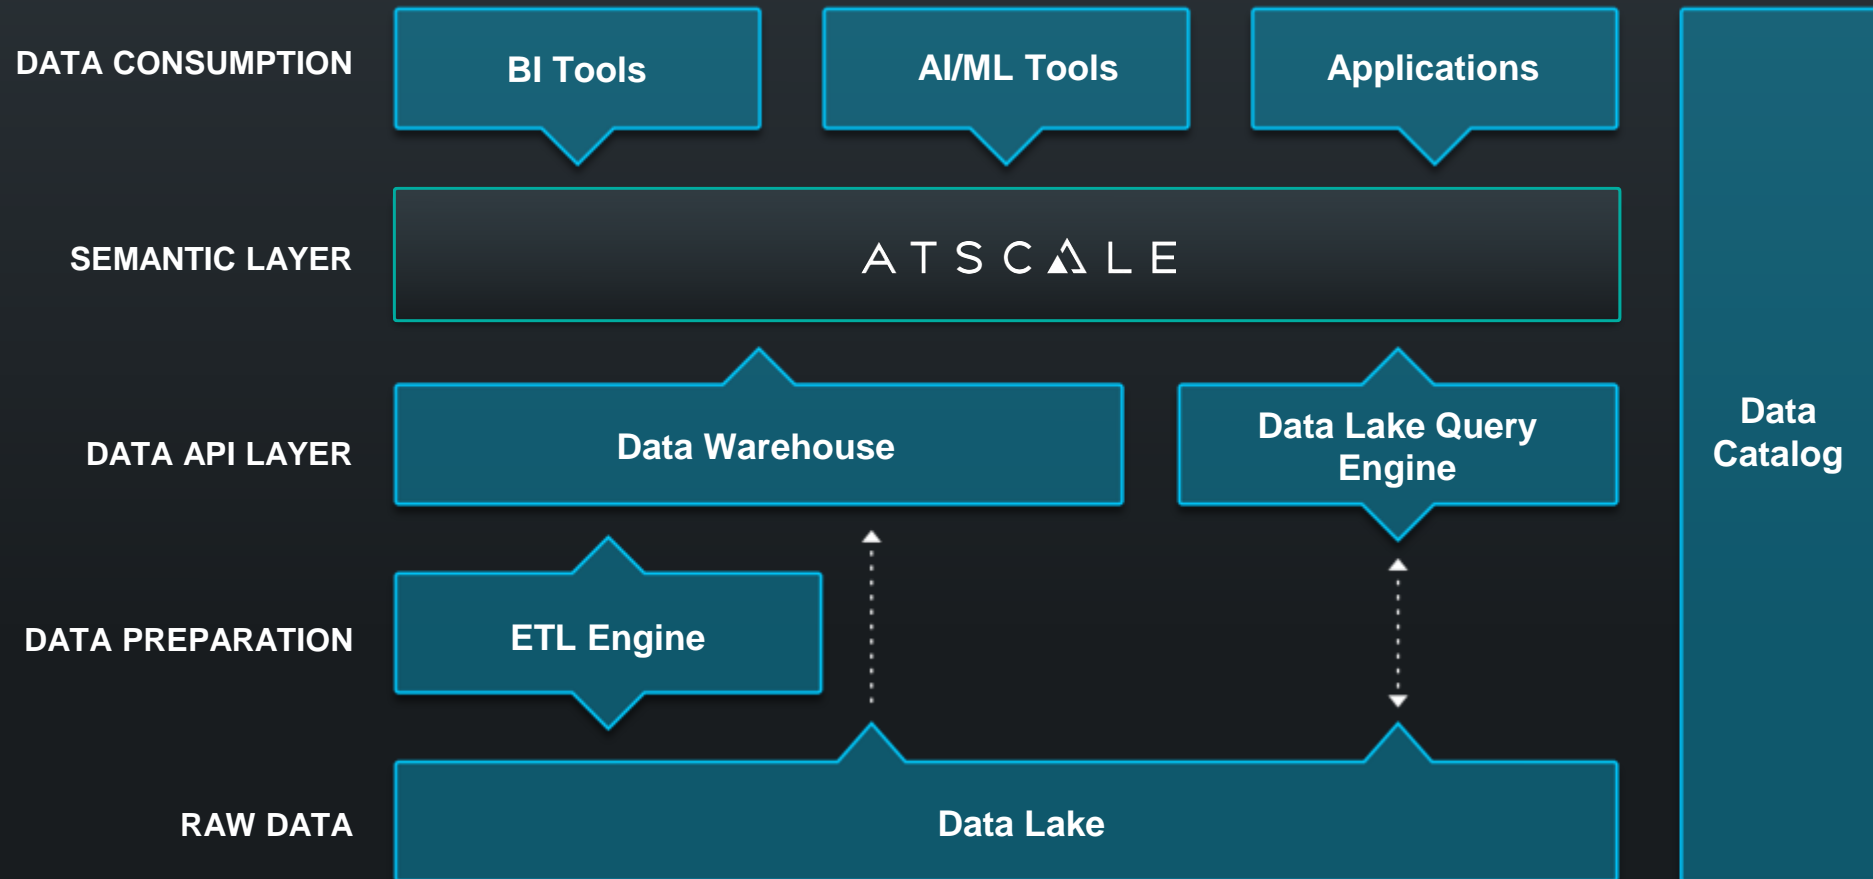 DATA CONSUMPTION
BI Tools
AI/ML Tools
Applications
SEMANTIC LAYER
ATSCALE
DATA API LAYER
Data Warehouse
Data Lake Query
Engine
Data
Catalog
DATA PREPARATION
ETL Engine
RAW DATA
Data Lake